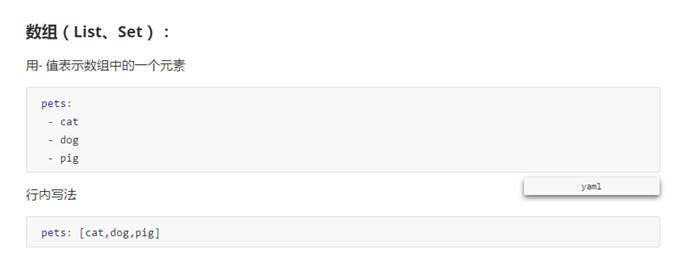 数组（List、Set）：
用- 值表示数组中的一个元素
pets:
 - cat
 - dog
 - pig
yaml
行内写法
pets: [cat,dog,pig]